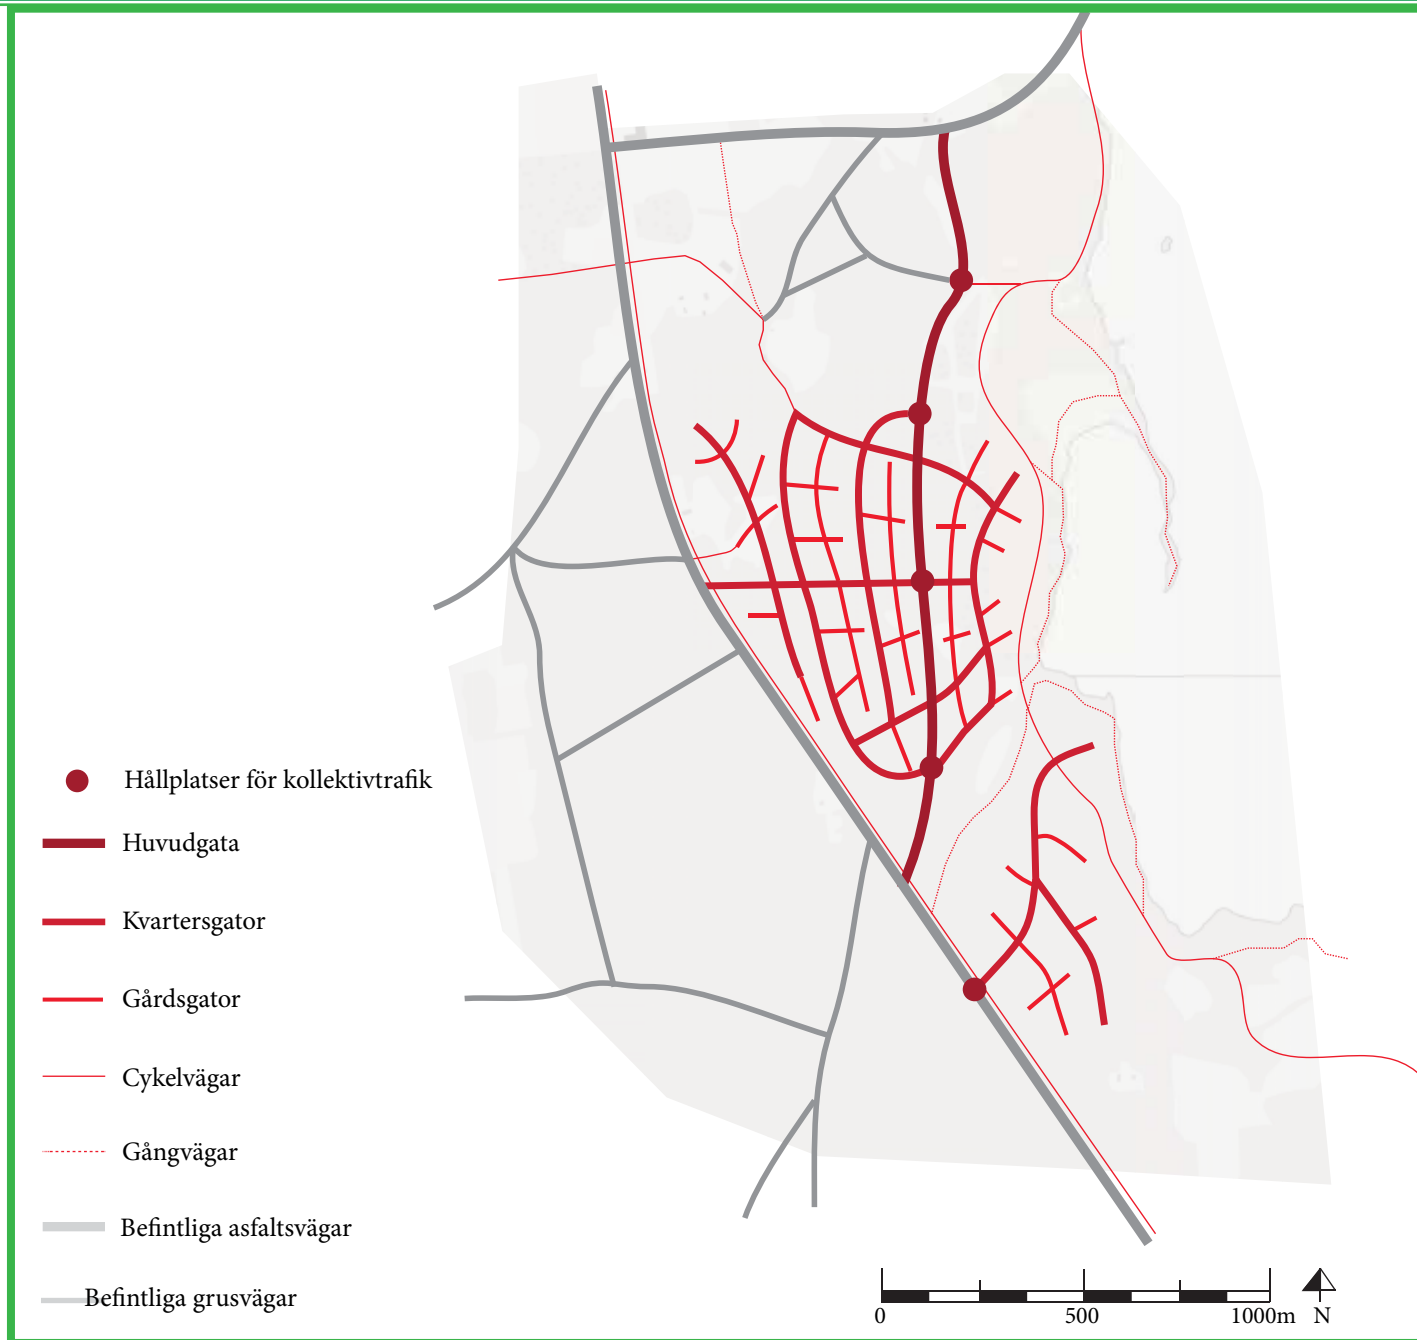 Hållplatser för kollektivtrafik
Huvudgata
Kvartersgator
Gårdsgator
Cykelvägar
Gångvägar
Befintliga asfaltsvägar
Befintliga grusvägar
0 500 1000m N